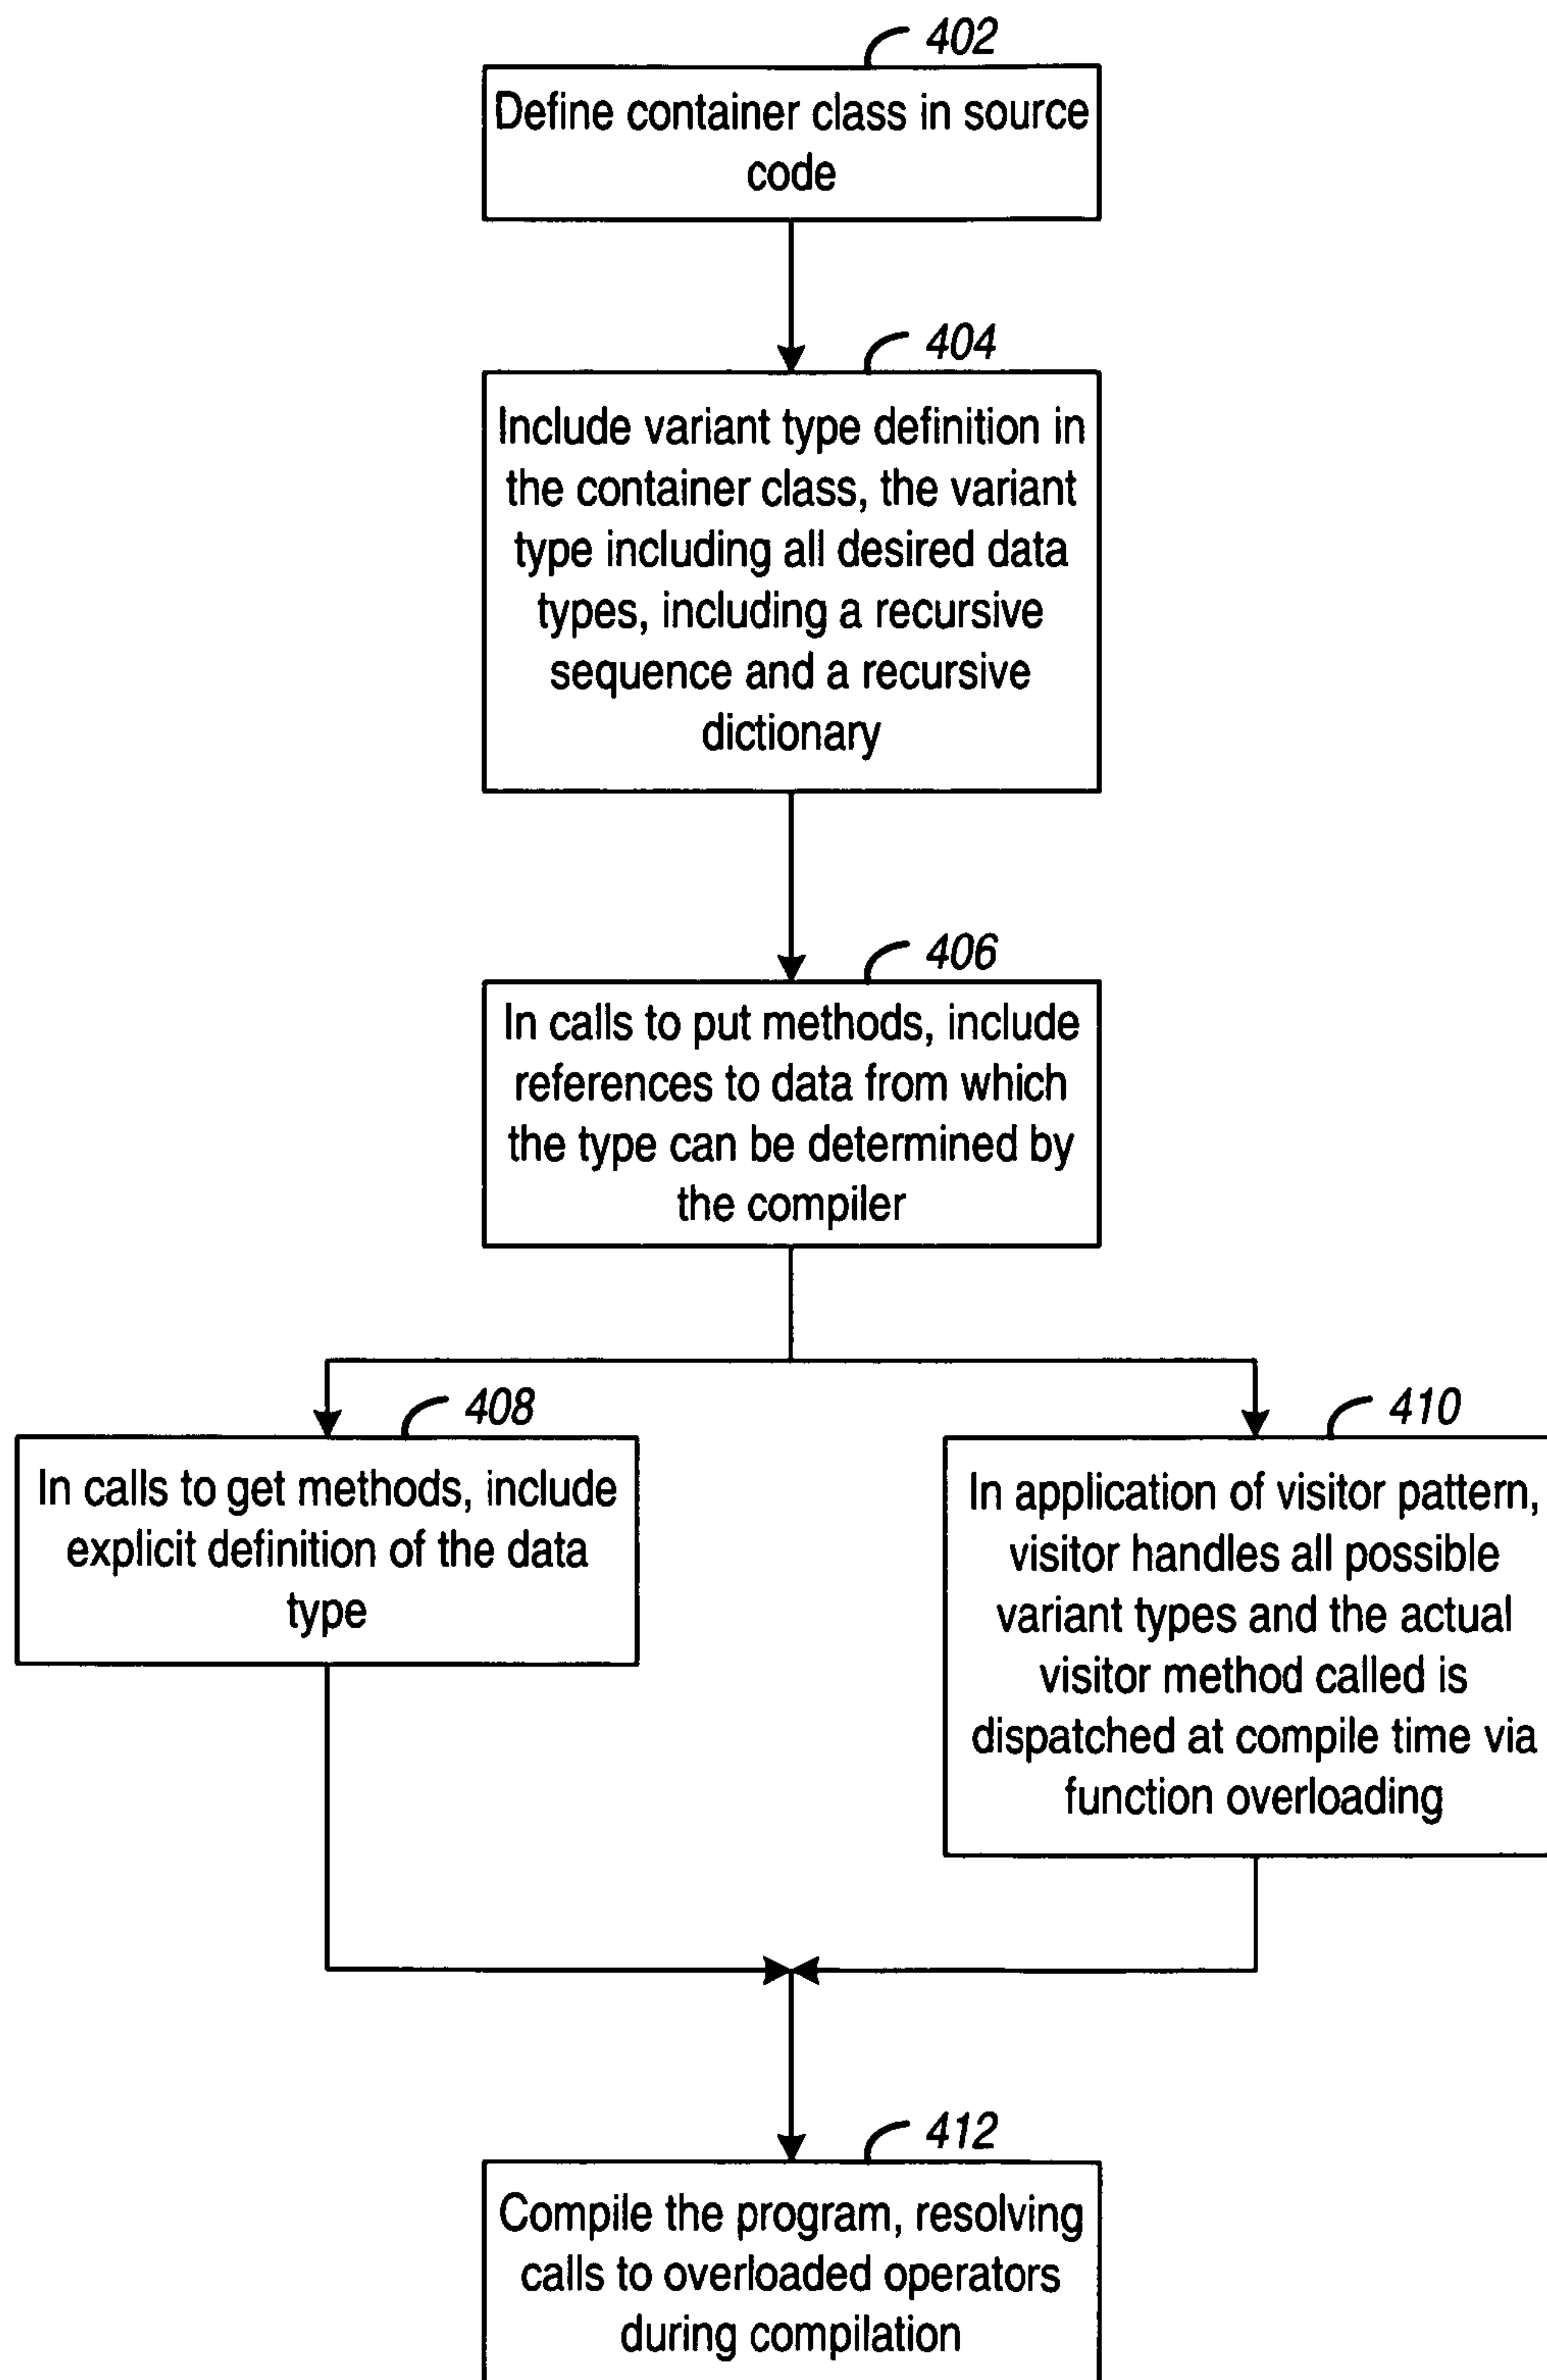 402
Define container class in source
code
404
Include variant type definition in
the container class, the variant
type including all desired data
types, including a recursive
sequence and a recursive
dictionary
406
In calls to put methods, include
references to data from which
the type can be determined by
the compiler
408
In calls to get methods, include
explicit definition of the data
type
410
In application of visitor pattern,
visitor handles all possible
variant types and the actual
visitor method called is
dispatched at compile time via
function overloading
412
Compile the program, resolving
calls to overloaded operators
during compilation